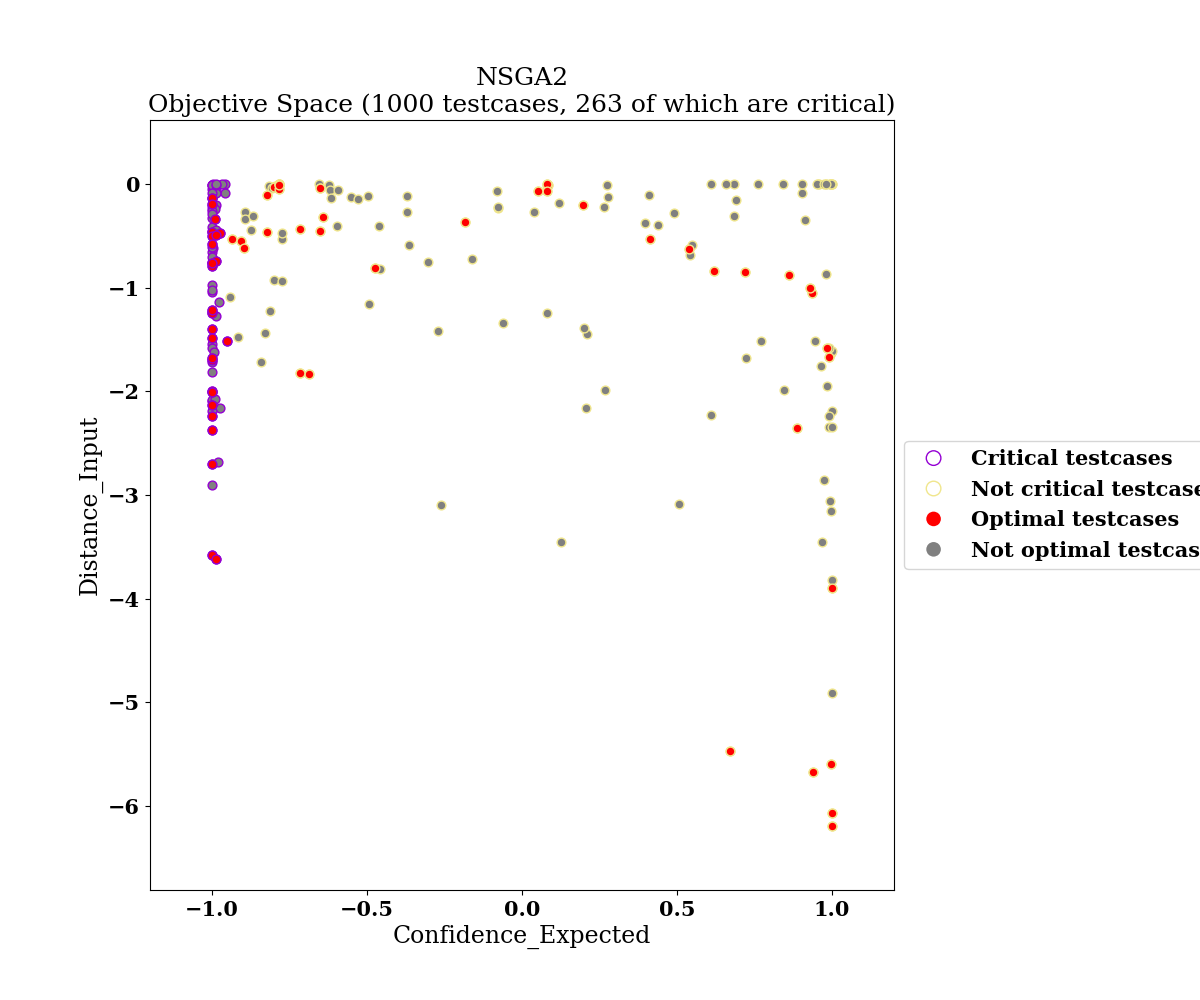 NSGA2
Objective Space (1000 testcases, 263 of which are critical)
0
−1
−2
−3
−4
−5
−6
Distance_Input
−1.0
−0.5
0.0
0.5
1.0
Confidence_Expected
Critical testcases
Not critical testcase
Optimal testcases
Not optimal testcas